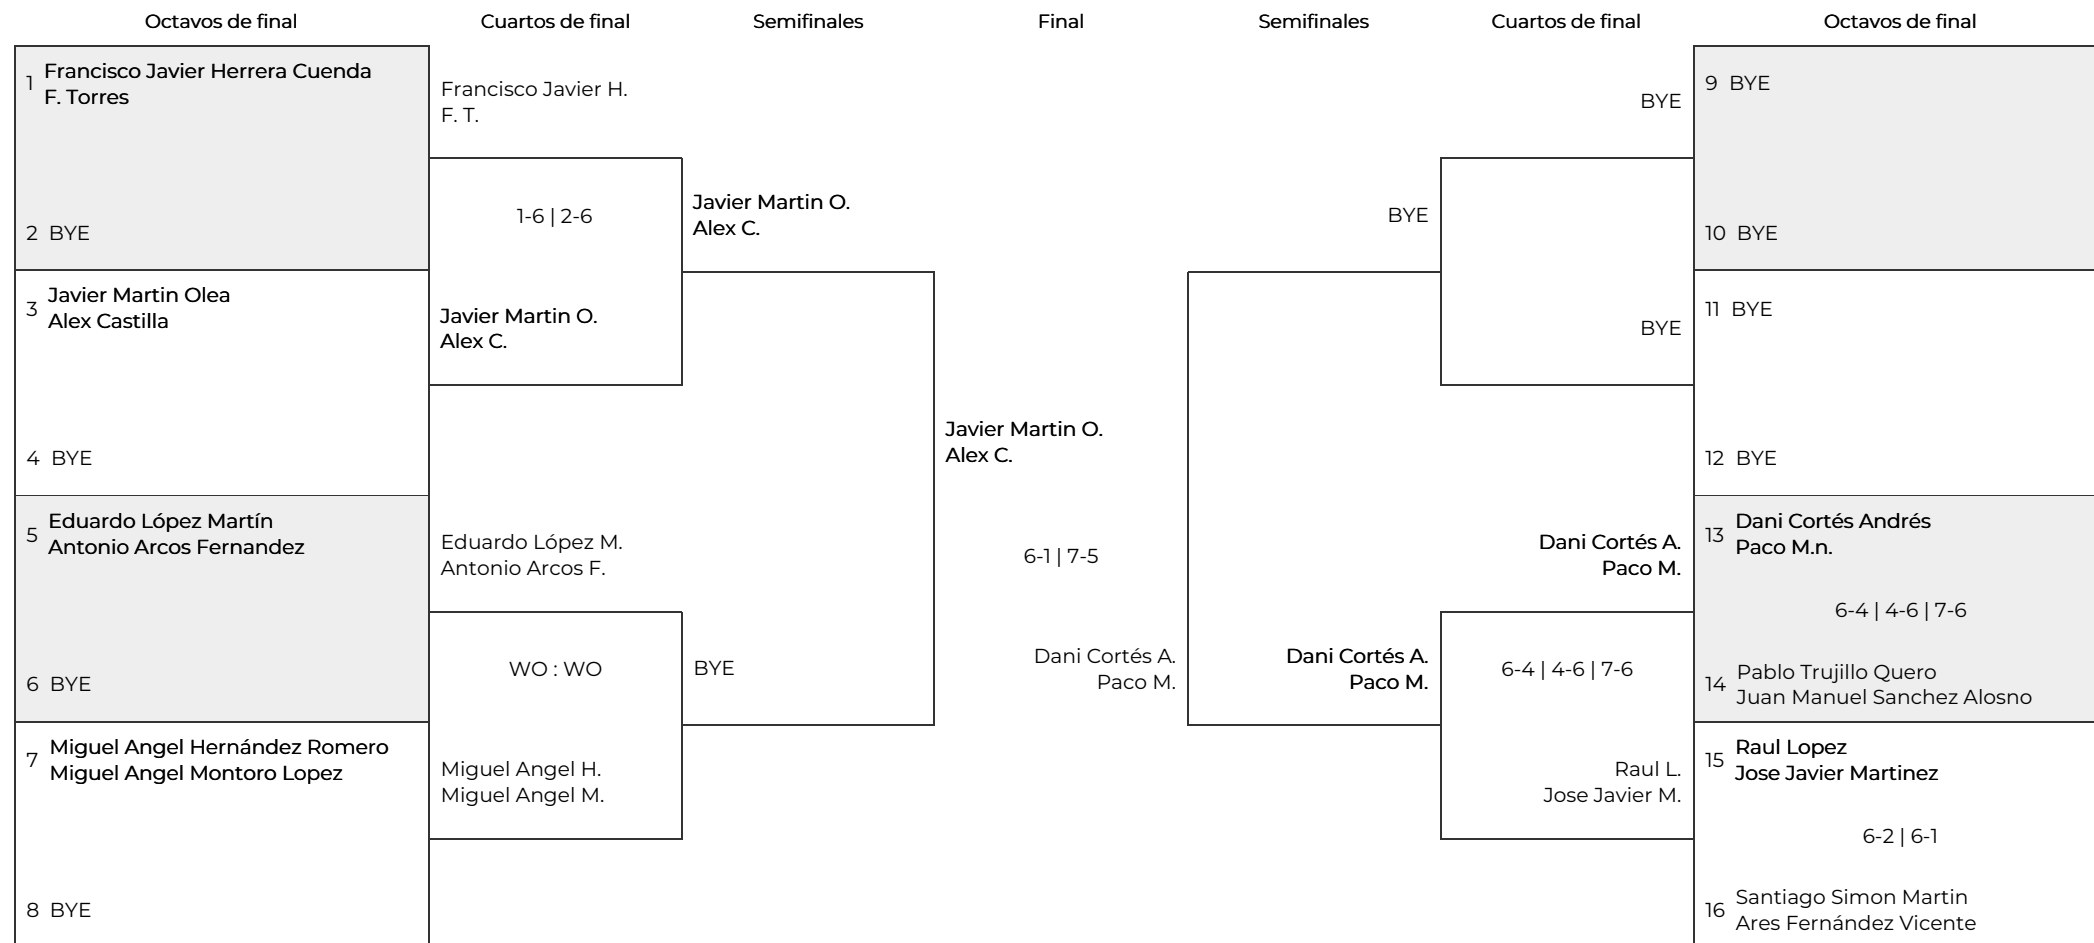 Octavos de final
Cuartos de final
Semifinales
Final
Semifinales
Cuartos de final
Octavos de final
1
Francisco Javier Herrera Cuenda
F. Torres
2 BYE
3
Javier Martin Olea
Alex Castilla
4 BYE
5
Eduardo López Martín
Antonio Arcos Fernandez
6 BYE
7
Miguel Angel Hernández Romero
Miguel Angel Montoro Lopez
8 BYE
Francisco Javier H.
F. T.
1-6 | 2-6
Javier Martin O.
Alex C.
Eduardo López M.
Antonio Arcos F.
WO : WO
Miguel Angel H.
Miguel Angel M.
Javier Martin O.
Alex C.
BYE
Javier Martin O.
Alex C.
6-1 | 7-5
Dani Cortés A.
Paco M.
BYE
Dani Cortés A.
Paco M.
BYE
BYE
Dani Cortés A.
Paco M.
6-4 | 4-6 | 7-6
Raul L.
Jose Javier M.
9 BYE
10 BYE
11 BYE
12 BYE
13
Dani Cortés Andrés
Paco M.n.
6-4 | 4-6 | 7-6
14
Pablo Trujillo Quero
Juan Manuel Sanchez Alosno
15
Raul Lopez
Jose Javier Martinez
6-2 | 6-1
16
Santiago Simon Martin
Ares Fernández Vicente